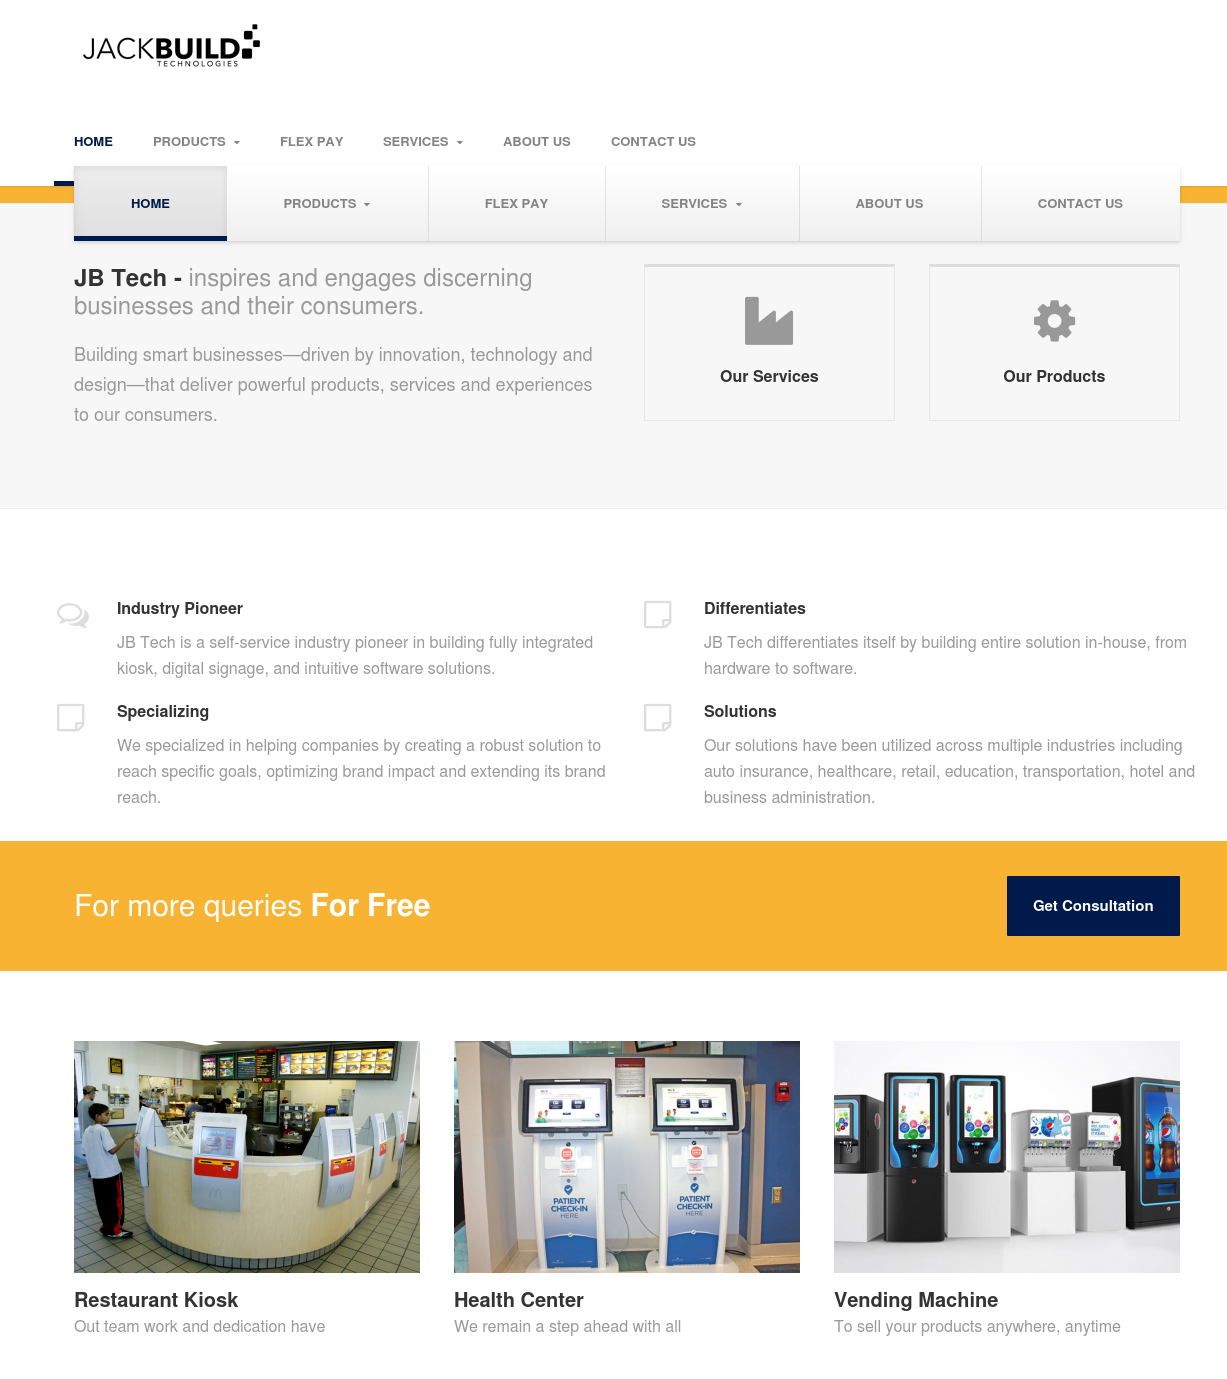 JACKBUILD
TECHNOLOGIES
HOME PRODUCTS FLEX PAY SERVICES ABOUT US CONTACT US
HOME PRODUCTS FLEX PAY SERVICES ABOUT US CONTACT US
JB Tech - inspires and engages discerning
businesses and their consumers.
Building smart businesses—driven by innovation, technology and
design—that deliver powerful products, services and experiences
to our consumers.
Our Services
Our Products
Industry Pioneer
JB Tech is a self-service industry pioneer in building fully integrated
kiosk, digital signage, and intuitive software solutions.
Differentiates
JB Tech differentiates itself by building entire solution in-house, from
hardware to software.
Specializing
We specialized in helping companies by creating a robust solution to
reach specific goals, optimizing brand impact and extending its brand
reach.
Solutions
Our solutions have been utilized across multiple industries including
auto insurance, healthcare, retail, education, transportation, hotel and
business administration.
For more queries For Free
Get Consultation
PATIENT
CHECK-IN
HERE
PATIENT
CHECK-IN
HERE
Restaurant Kiosk
Out team work and dedication have
Health Center
We remain a step ahead with all
Vending Machine
To sell your products anywhere, anytime